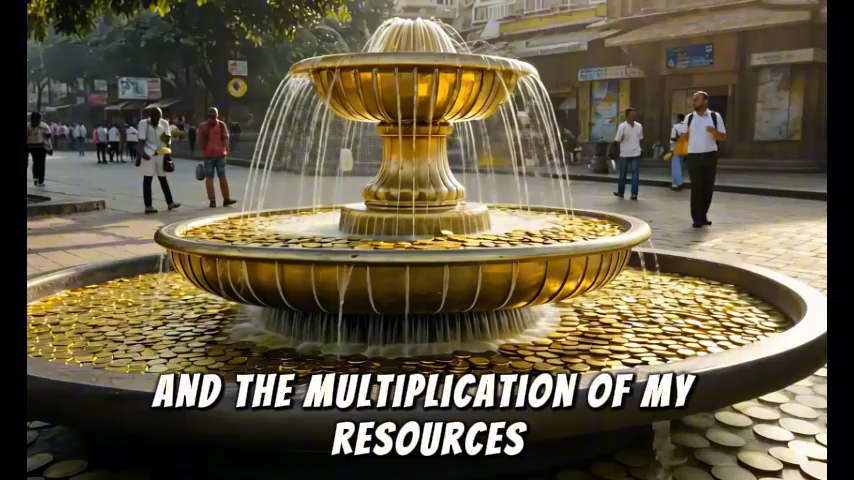 AND THE MULTIPLICATION OF MY
RESOURCES